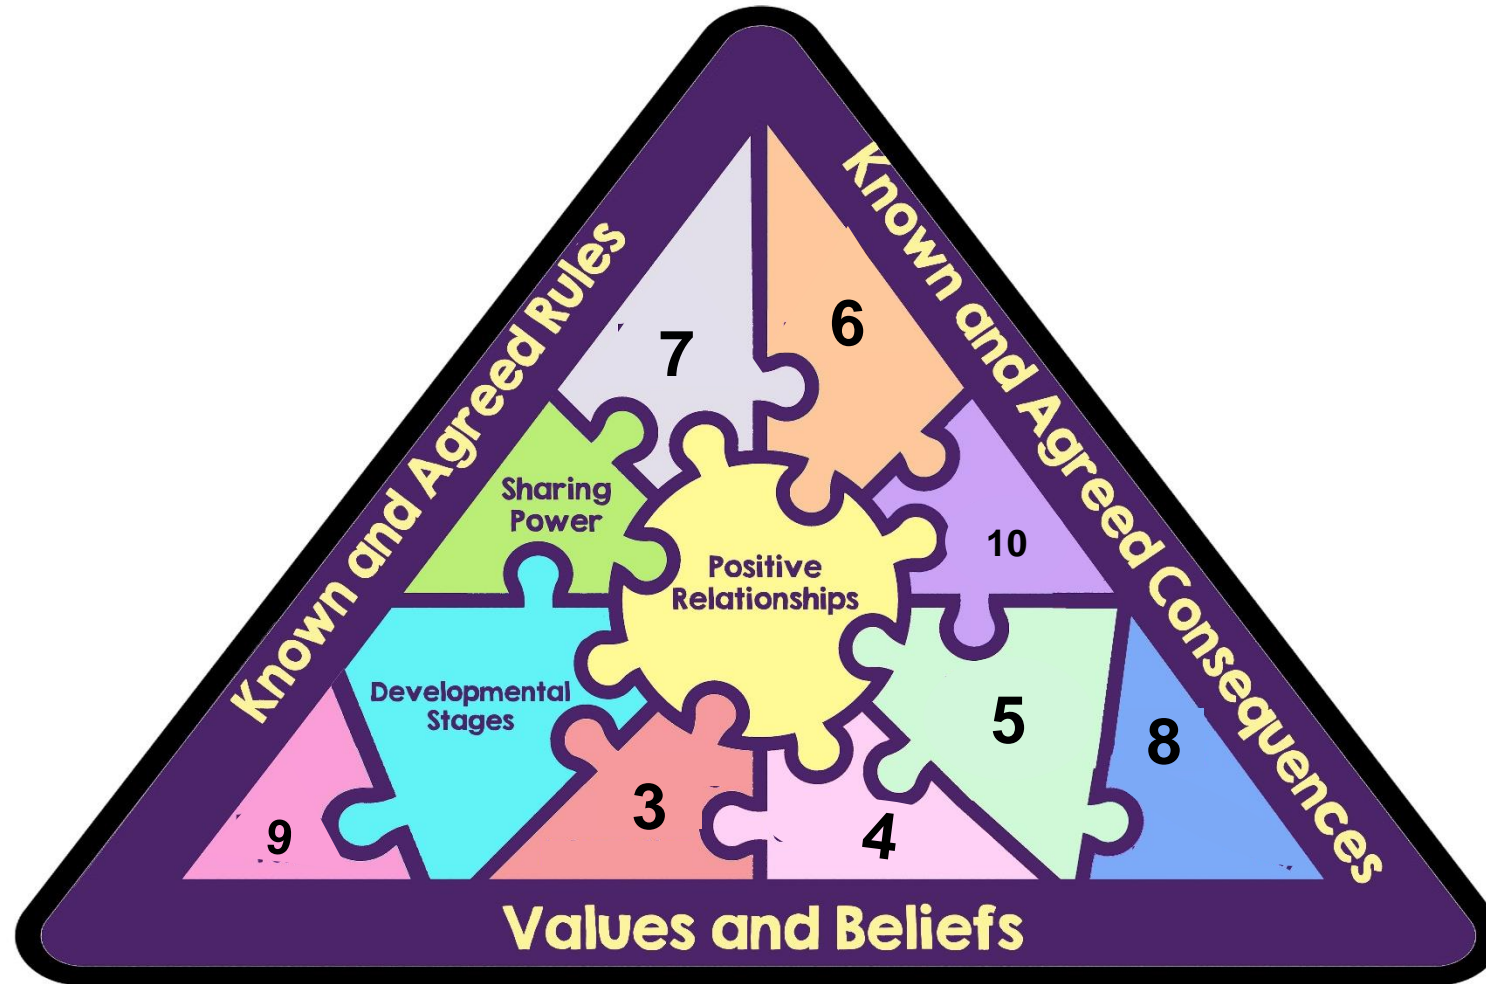 Known and Agreed Rules
Known and Agreed Consequences
7
6
Sharing
Power
10
Positive
Relationships
Developmental
Stages
5
8
3
4
9
Values and Beliefs